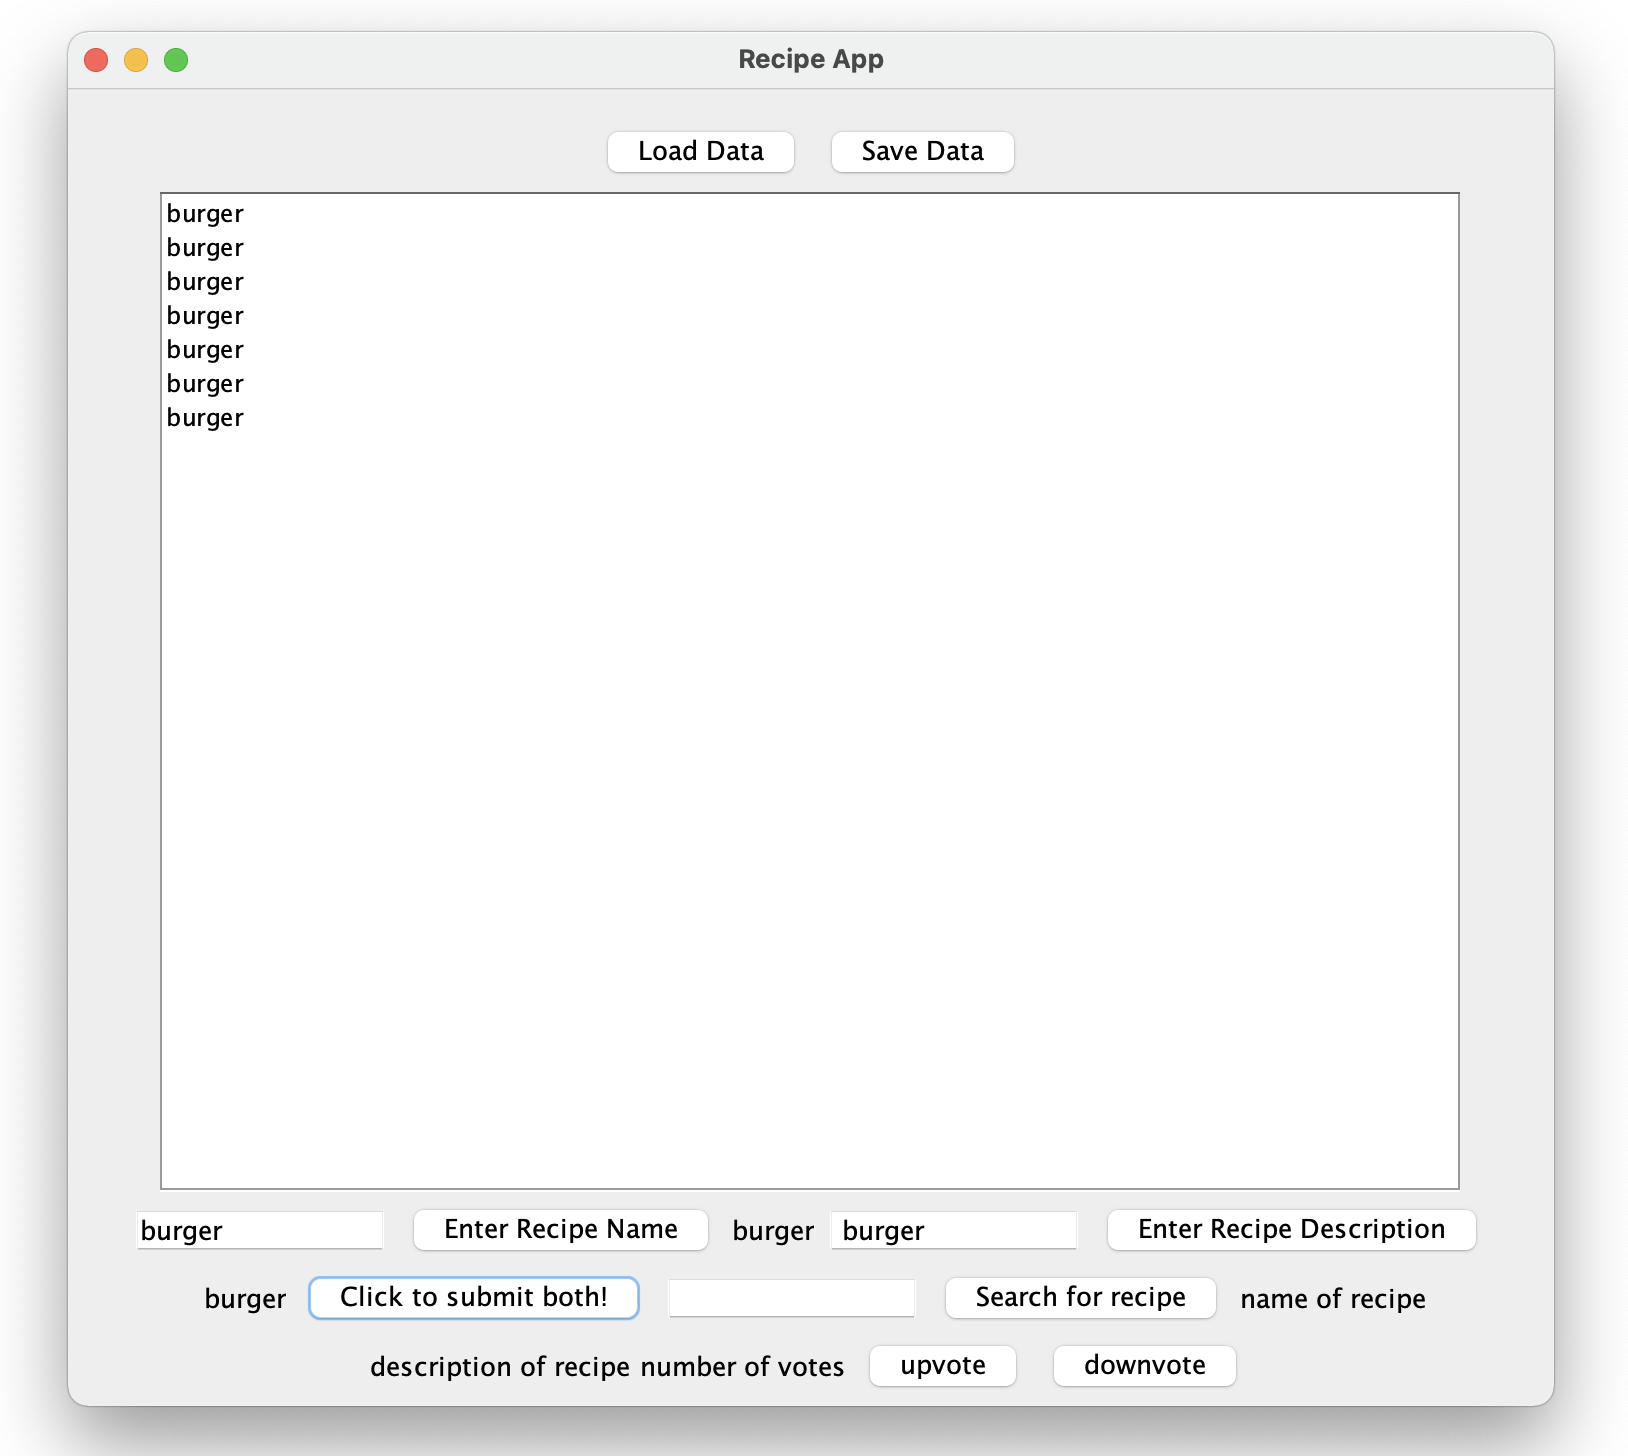 Recipe App
Load Data Save Data
burger
burger
burger
burger
burger
burger
burger
burger Enter Recipe Name burger burger Enter Recipe Description
burger Click to submit both! Search for recipe name of recipe
description of recipe number of votes upvote downvote